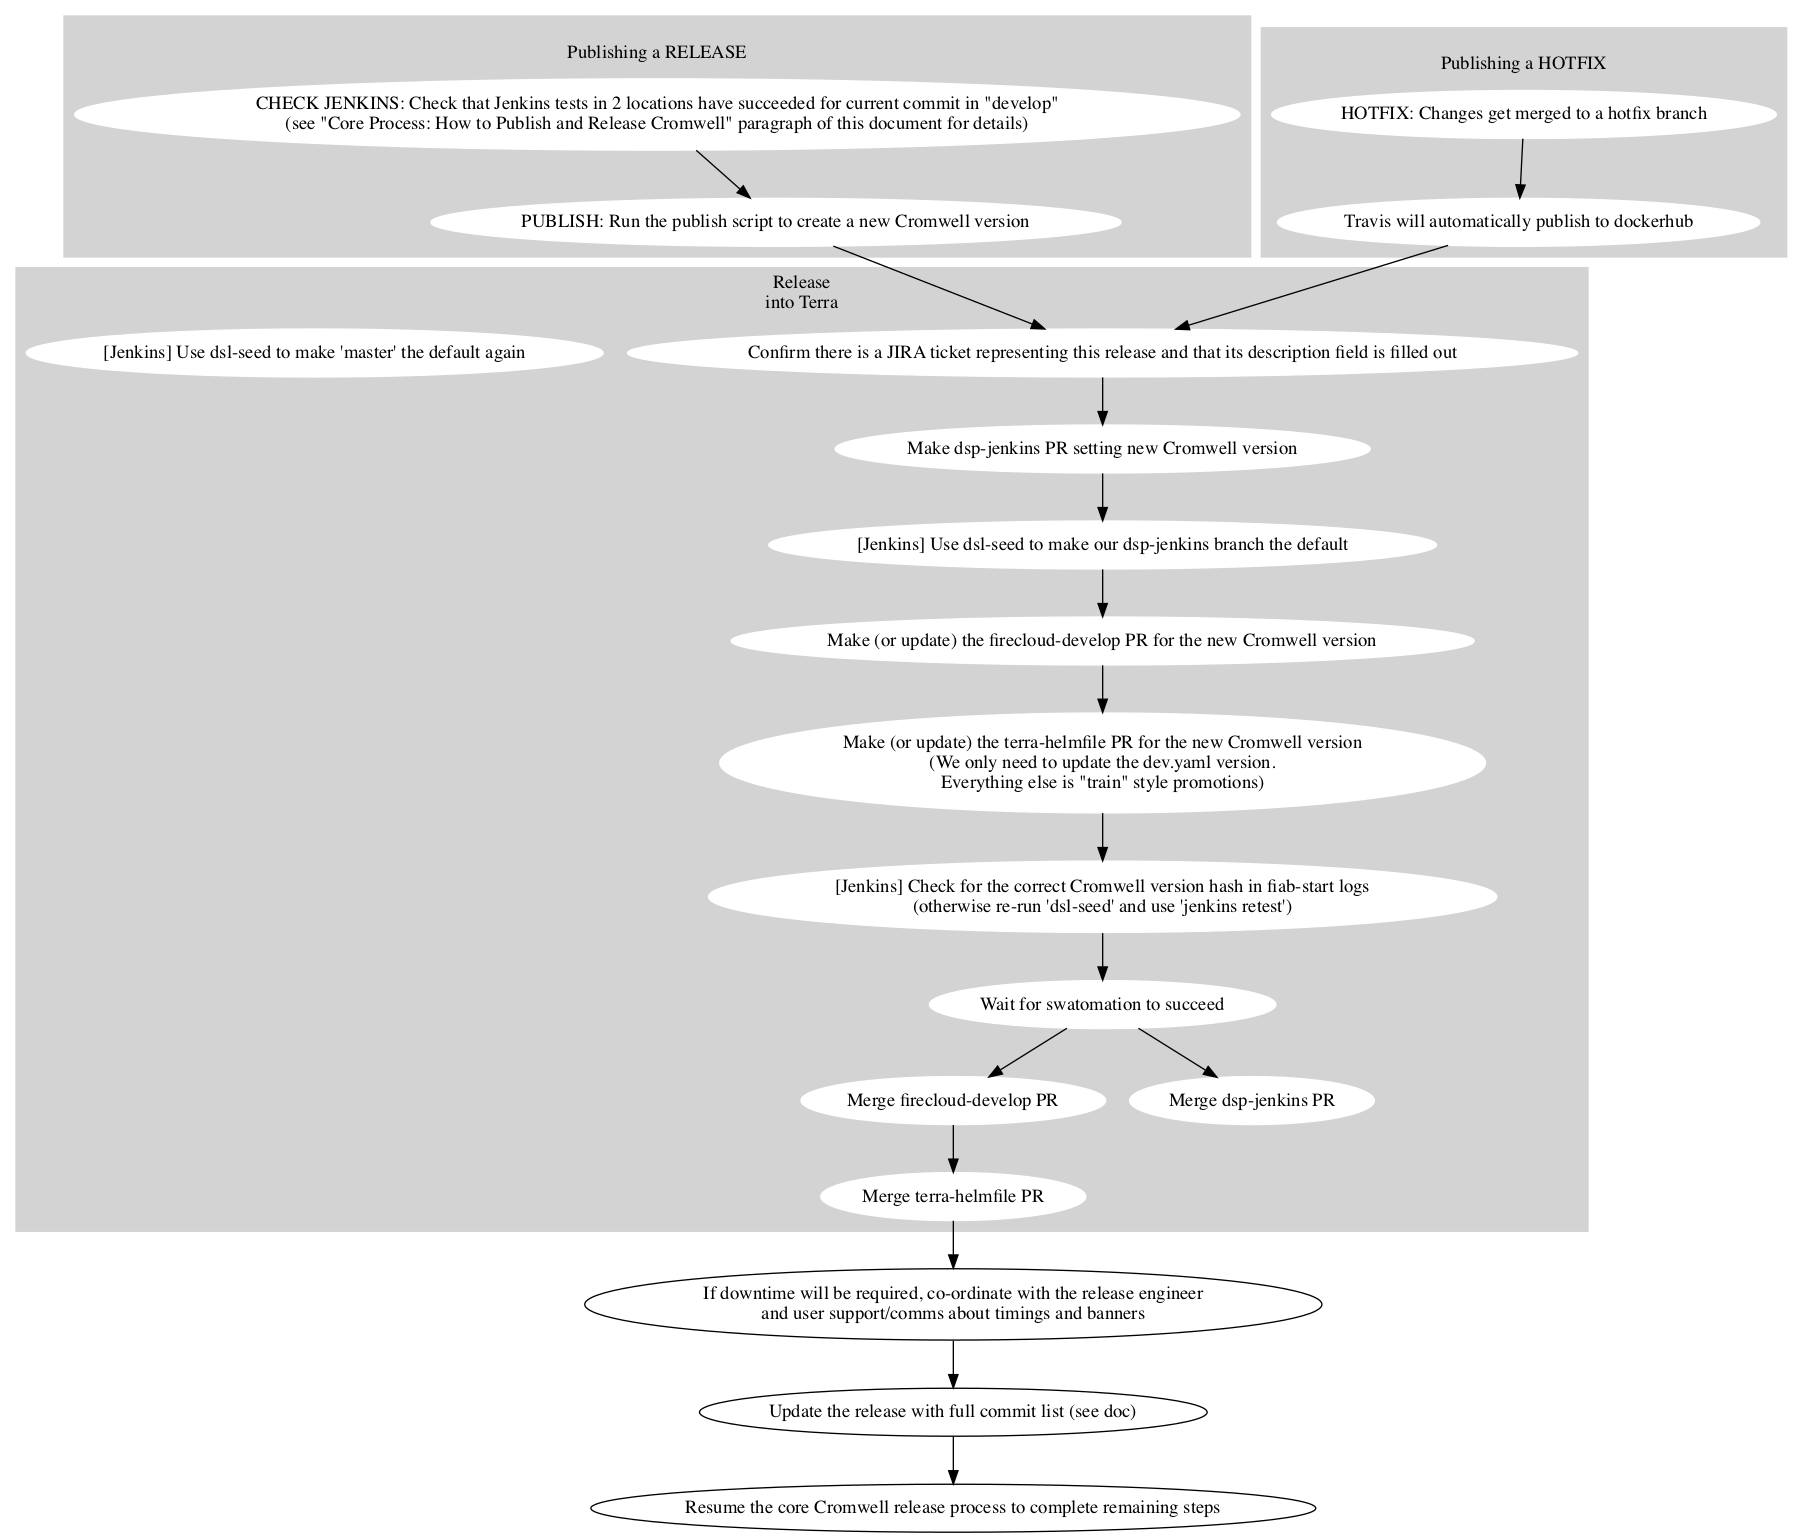 Publishing a RELEASE
CHECK JENKINS: Check that Jenkins tests in 2 locations have succeeded for current commit in "develop"
(see "Core Process: How to Publish and Release Cromwell" paragraph of this document for details)
PUBLISH: Run the publish script to create a new Cromwell version
Publishing a HOTFIX
HOTFIX: Changes get merged to a hotfix branch
Travis will automatically publish to dockerhub
Release
into Terra
[Jenkins] Use dsl-seed to make 'master' the default again
Confirm there is a JIRA ticket representing this release and that its description field is filled out
Make dsp-jenkins PR setting new Cromwell version
[Jenkins] Use dsl-seed to make our dsp-jenkins branch the default
Make (or update) the firecloud-develop PR for the new Cromwell version
Make (or update) the terra-helmfile PR for the new Cromwell version
(We only need to update the dev.yaml version.
Everything else is "train" style promotions)
[Jenkins] Check for the correct Cromwell version hash in fiab-start logs
(otherwise re-run 'dsl-seed' and use 'jenkins retest')
Wait for swatomation to succeed
Merge firecloud-develop PR
Merge dsp-jenkins PR
Merge terra-helmfile PR
If downtime will be required, co-ordinate with the release engineer
and user support/comms about timings and banners
Update the release with full commit list (see doc)
Resume the core Cromwell release process to complete remaining steps